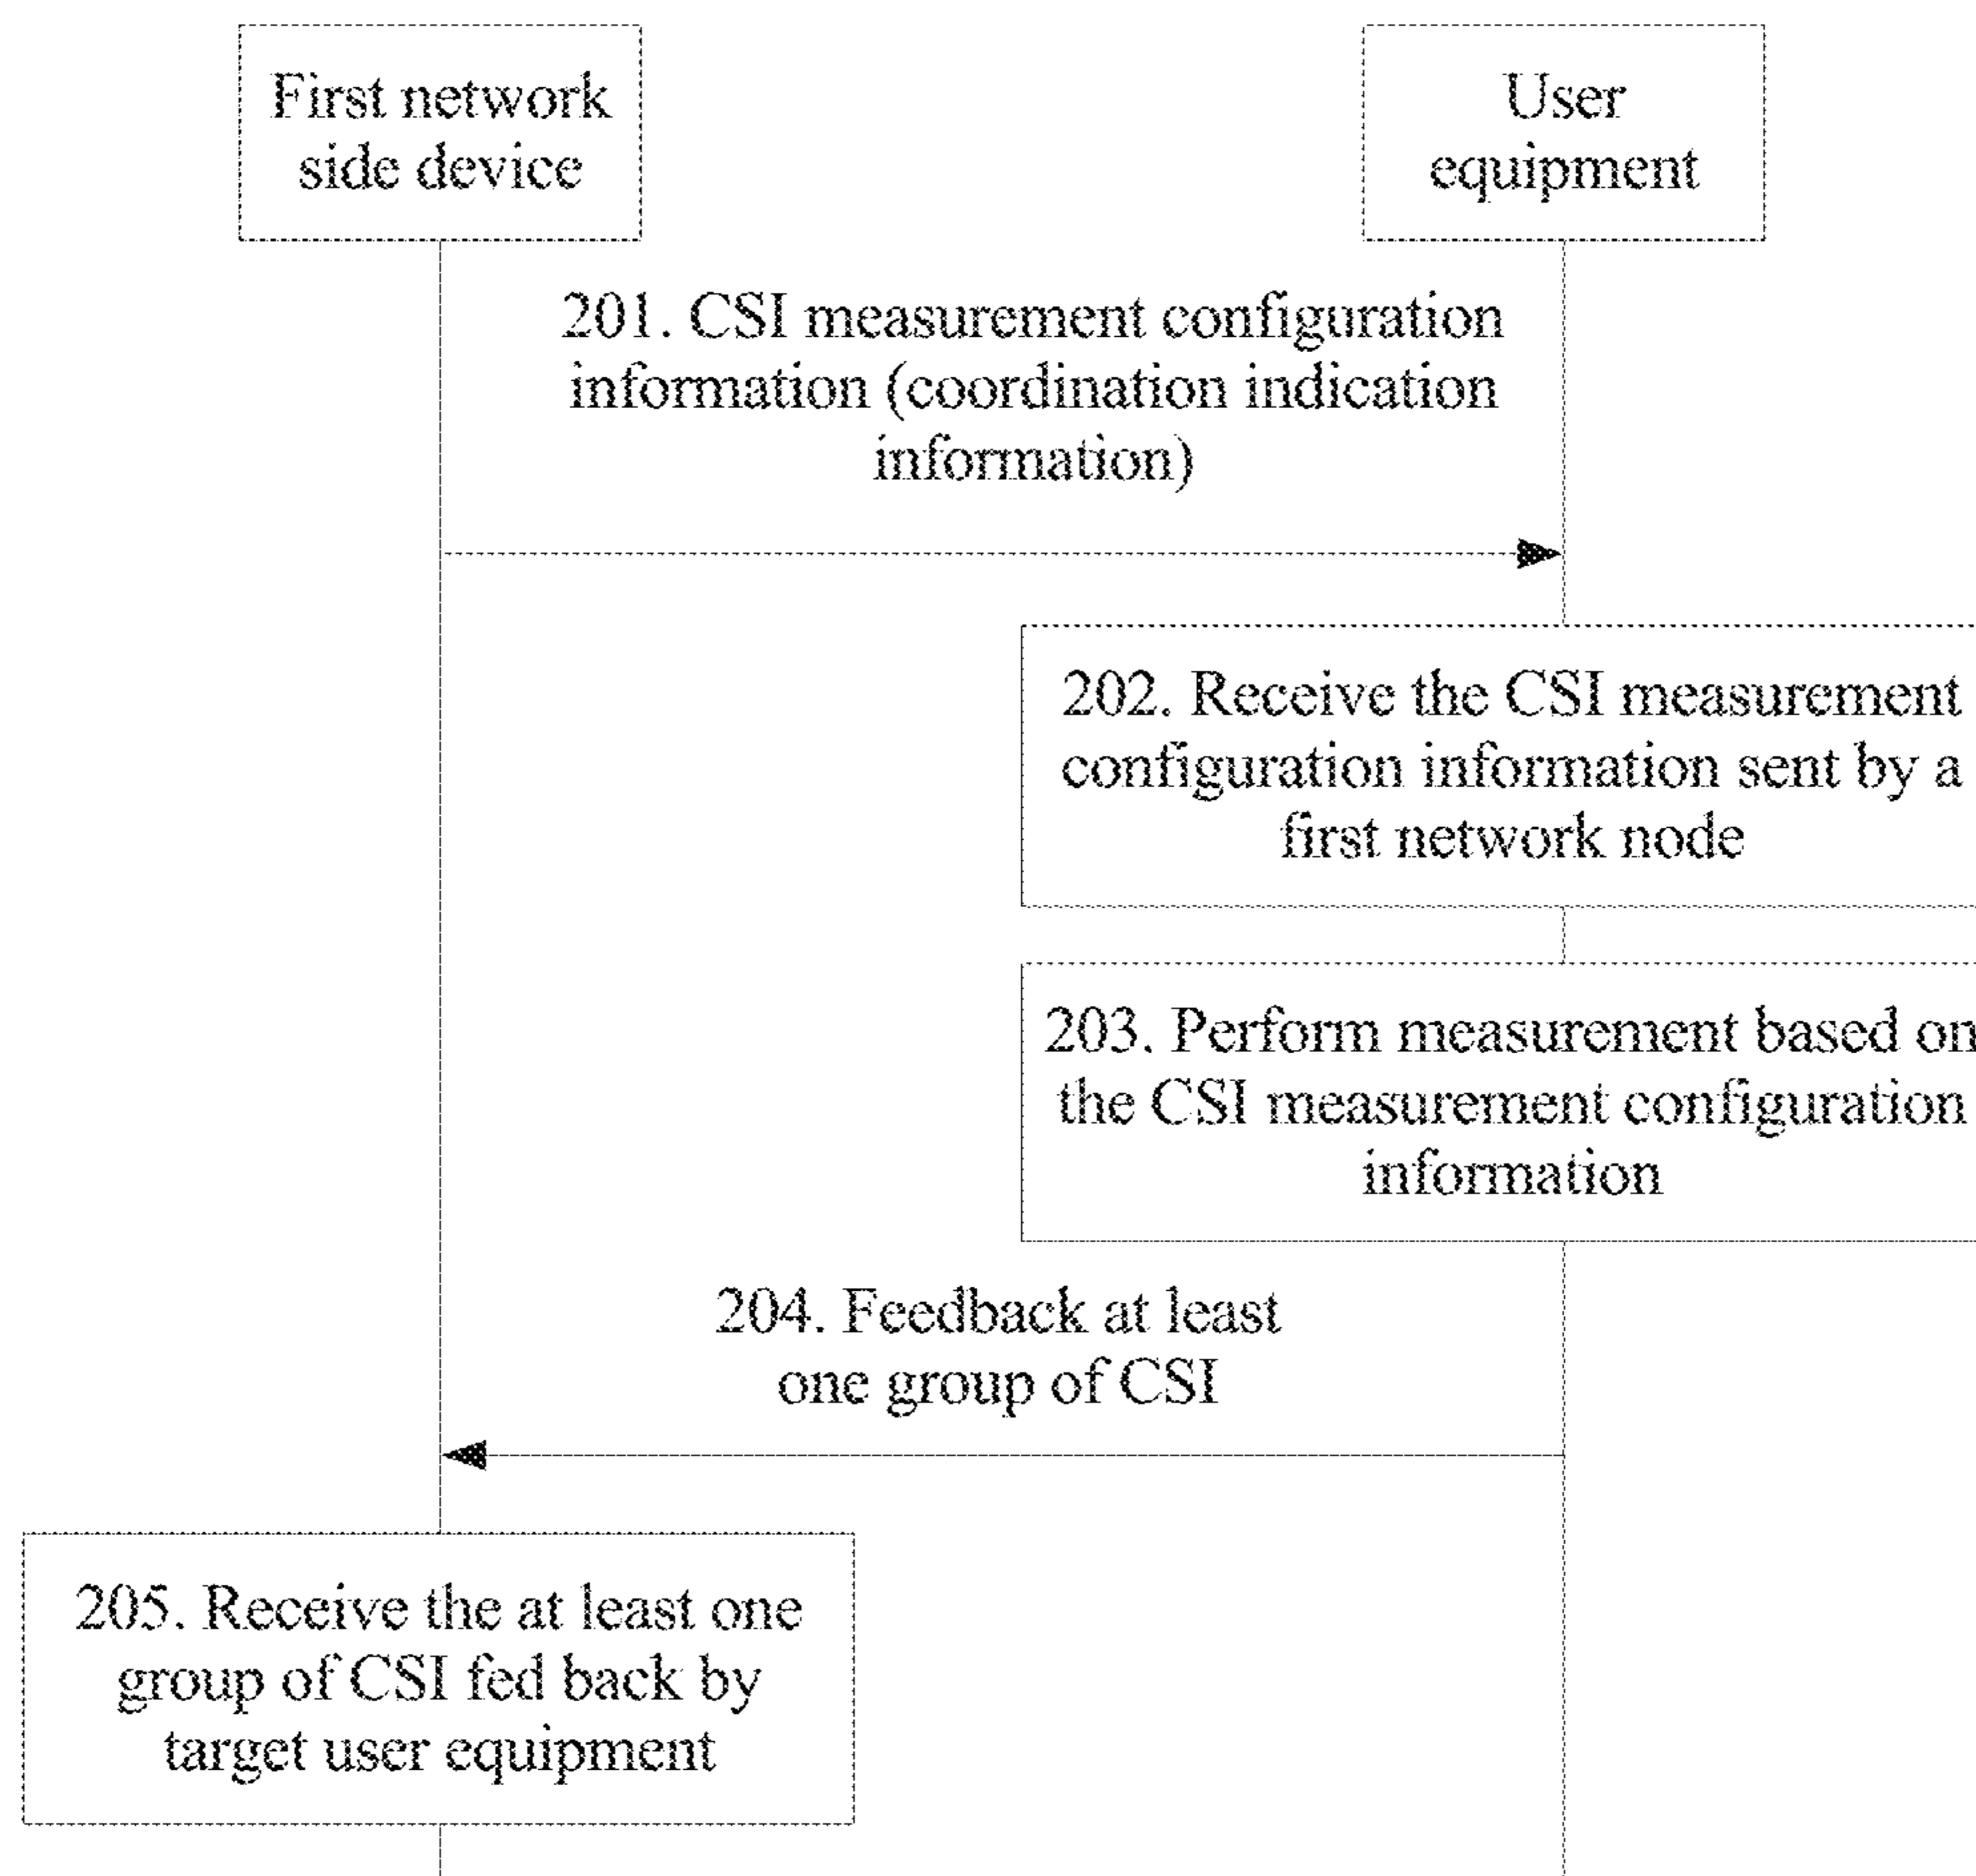 First network
side device
User
equipment
201. CSI measurement configuration
information (coordination indication
information)
202. Receive the CSI measurement
configuration information sent by a
first network node
203. Perform measurement based on
the CSI measurement configuration
information
204. Feedback at least
one group of CSI
205. Receive the at least one
group of CSI fed back by
target user equipment